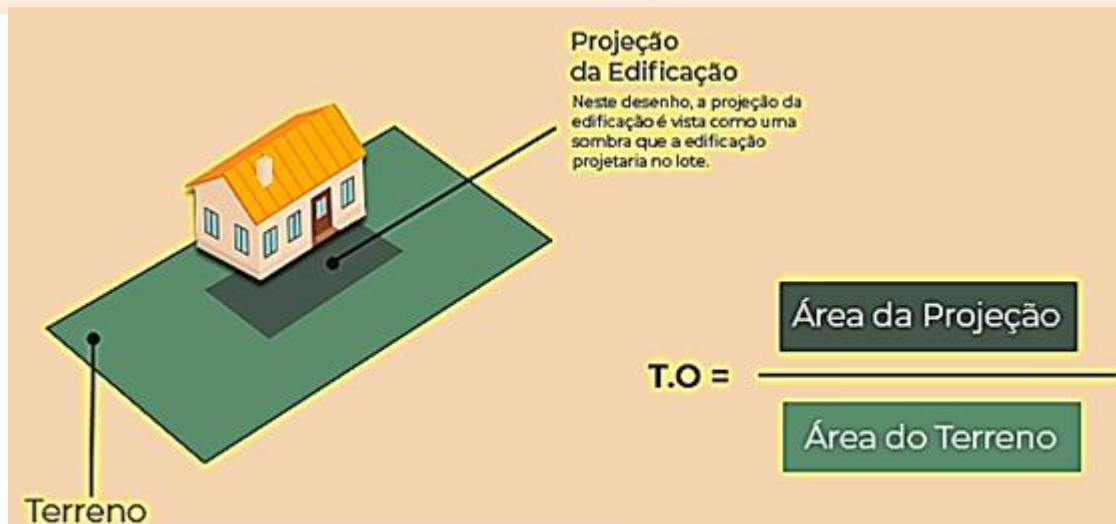 Projeção
da Edificação
Neste desenho, a projeção da
edificação é vista como uma
sombra que a edificação
projetaria no lote.
T.O =
Área da Projeção
Área do Terreno
Terreno